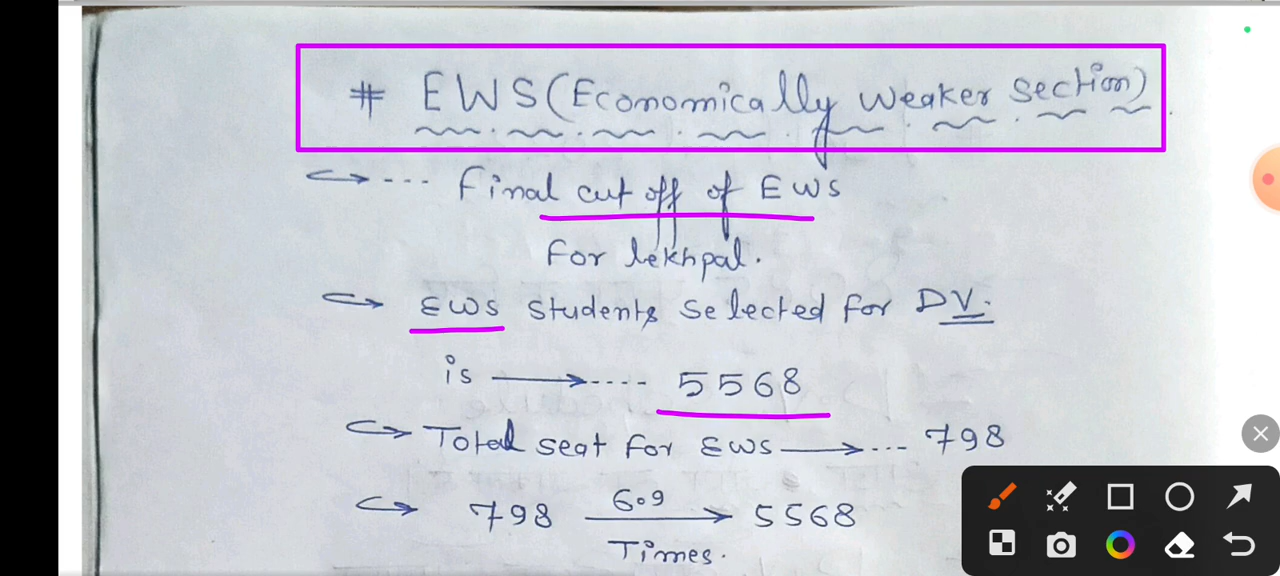 # EWS (Economically weaker section)
↪ --- Final cut off of EWS
For lekhpal.
↪ EWS students selected for DV.
is ⟶---- 5568
↪ Total seat for EWS ⟶--- 798
↪ 798 6.9 ⟶ 5568
Times.